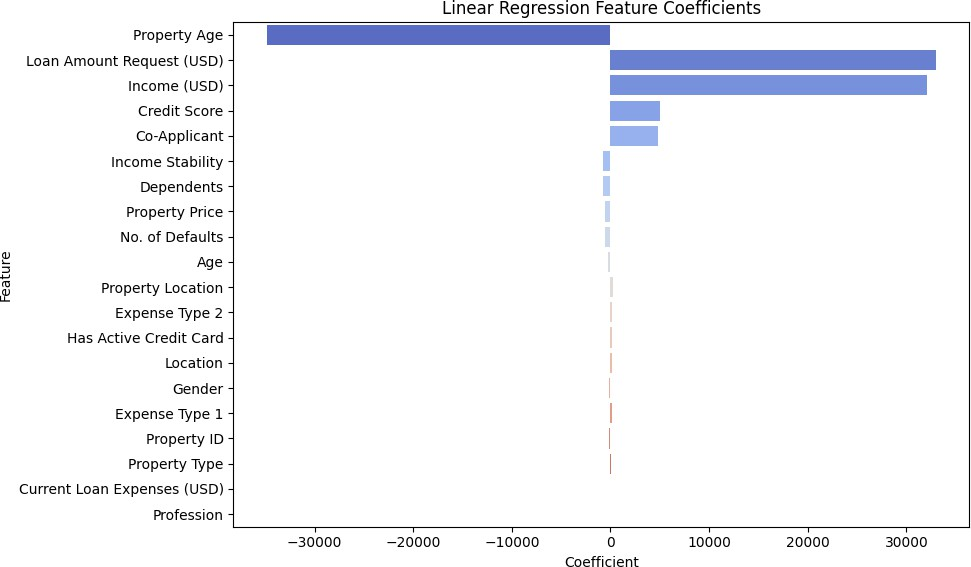 Linear Regression Feature Coefficients
Feature
Property Age
Loan Amount Request (USD)
Income (USD)
Credit Score
Co-Applicant
Income Stability
Dependents
Property Price
No. of Defaults
Age
Property Location
Expense Type 2
Has Active Credit Card
Location
Gender
Expense Type 1
Property ID
Property Type
Current Loan Expenses (USD)
Profession
−30000 −20000 −10000 0 10000 20000 30000
Coefficient